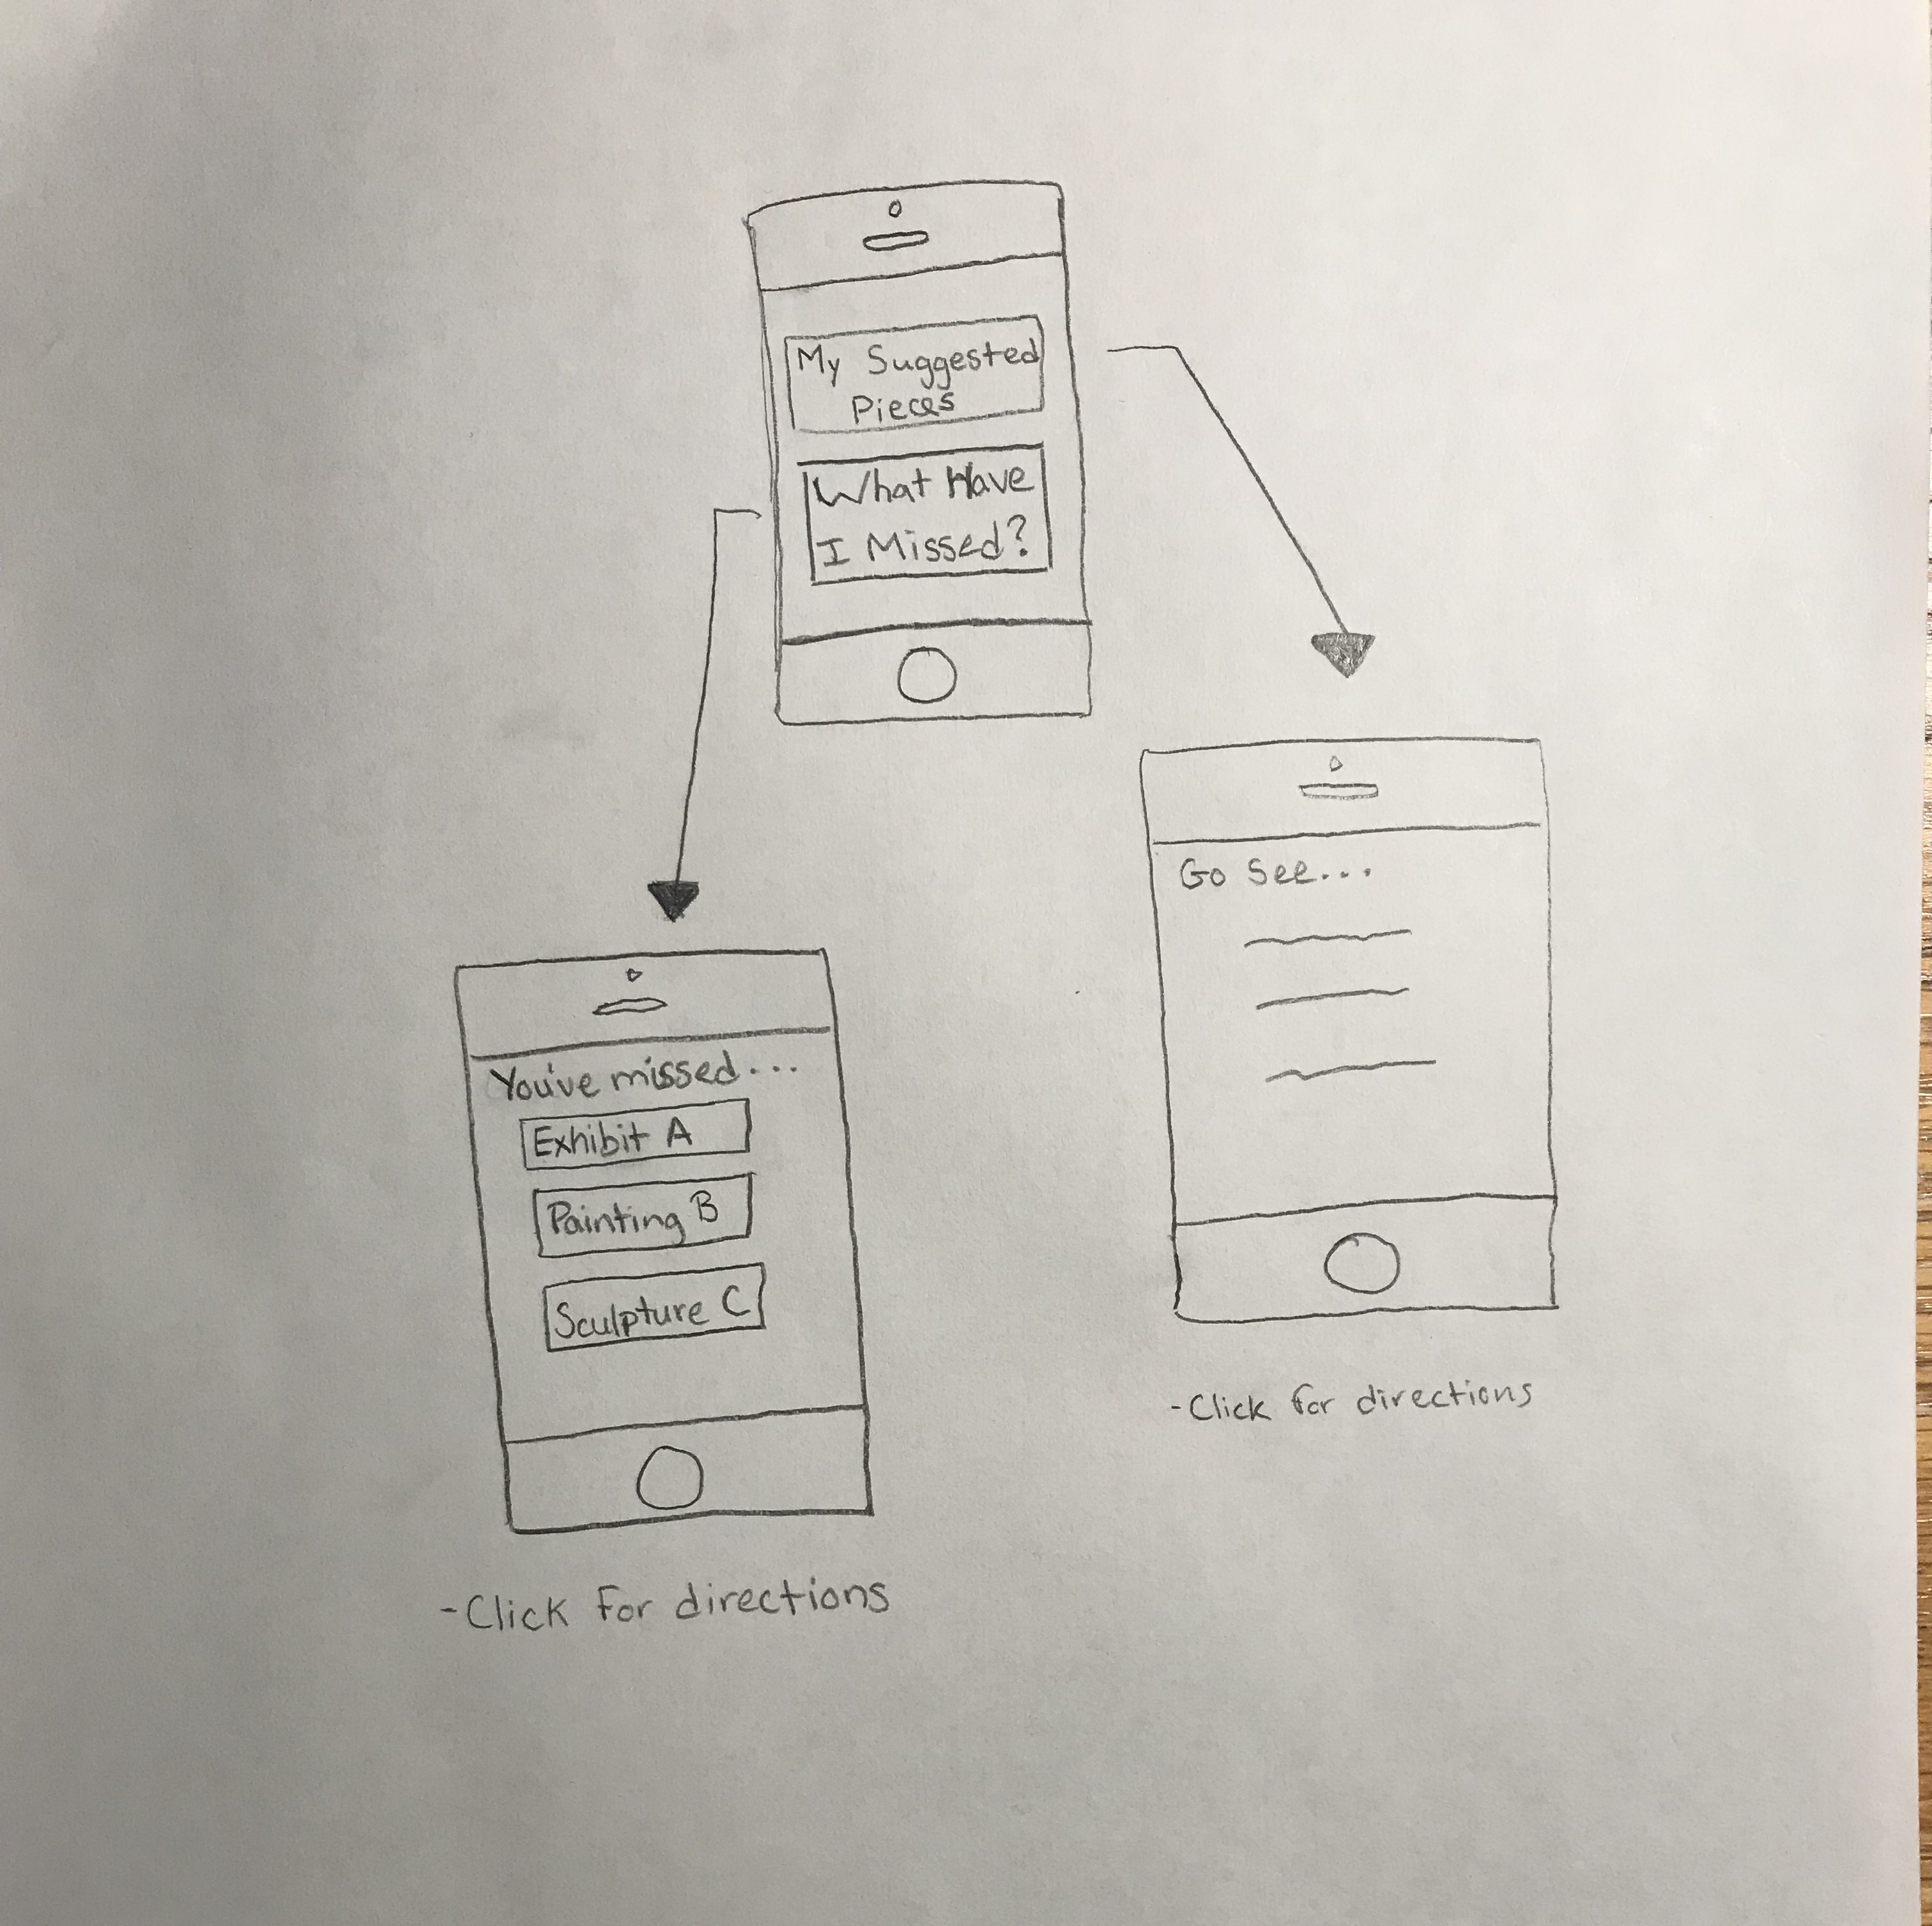 My Suggested
Pieces
What Have
I Missed?
Go See...
You've missed...
Exhibit A
Painting B
Sculpture C
-Click for directions
-Click for directions